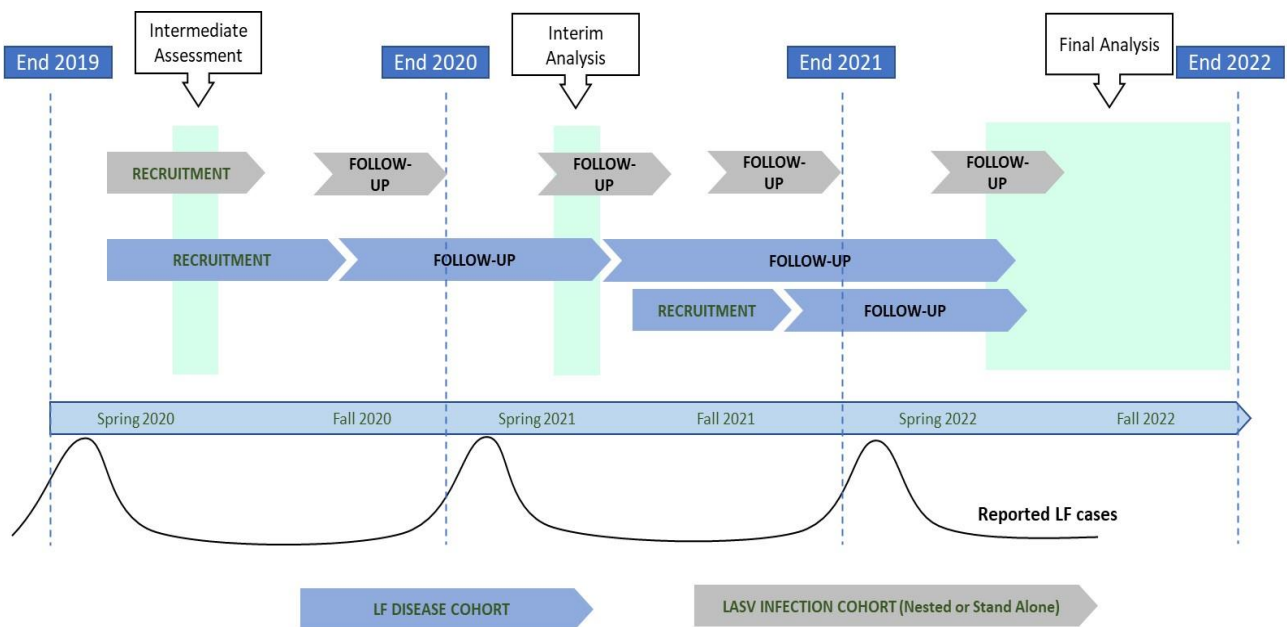 Intermediate
Assessment
Interim
Analysis
Final Analysis
End 2019
End 2020
End 2021
End 2022
RECRUITMENT
FOLLOW-
UP
FOLLOW-
UP
FOLLOW-
UP
FOLLOW-
UP
RECRUITMENT
FOLLOW-UP
FOLLOW-UP
RECRUITMENT
FOLLOW-UP
Spring 2020
Fall 2020
Spring 2021
Fall 2021
Spring 2022
Fall 2022
Reported LF cases
LF DISEASE COHORT
LASV INFECTION COHORT (Nested or Stand Alone)